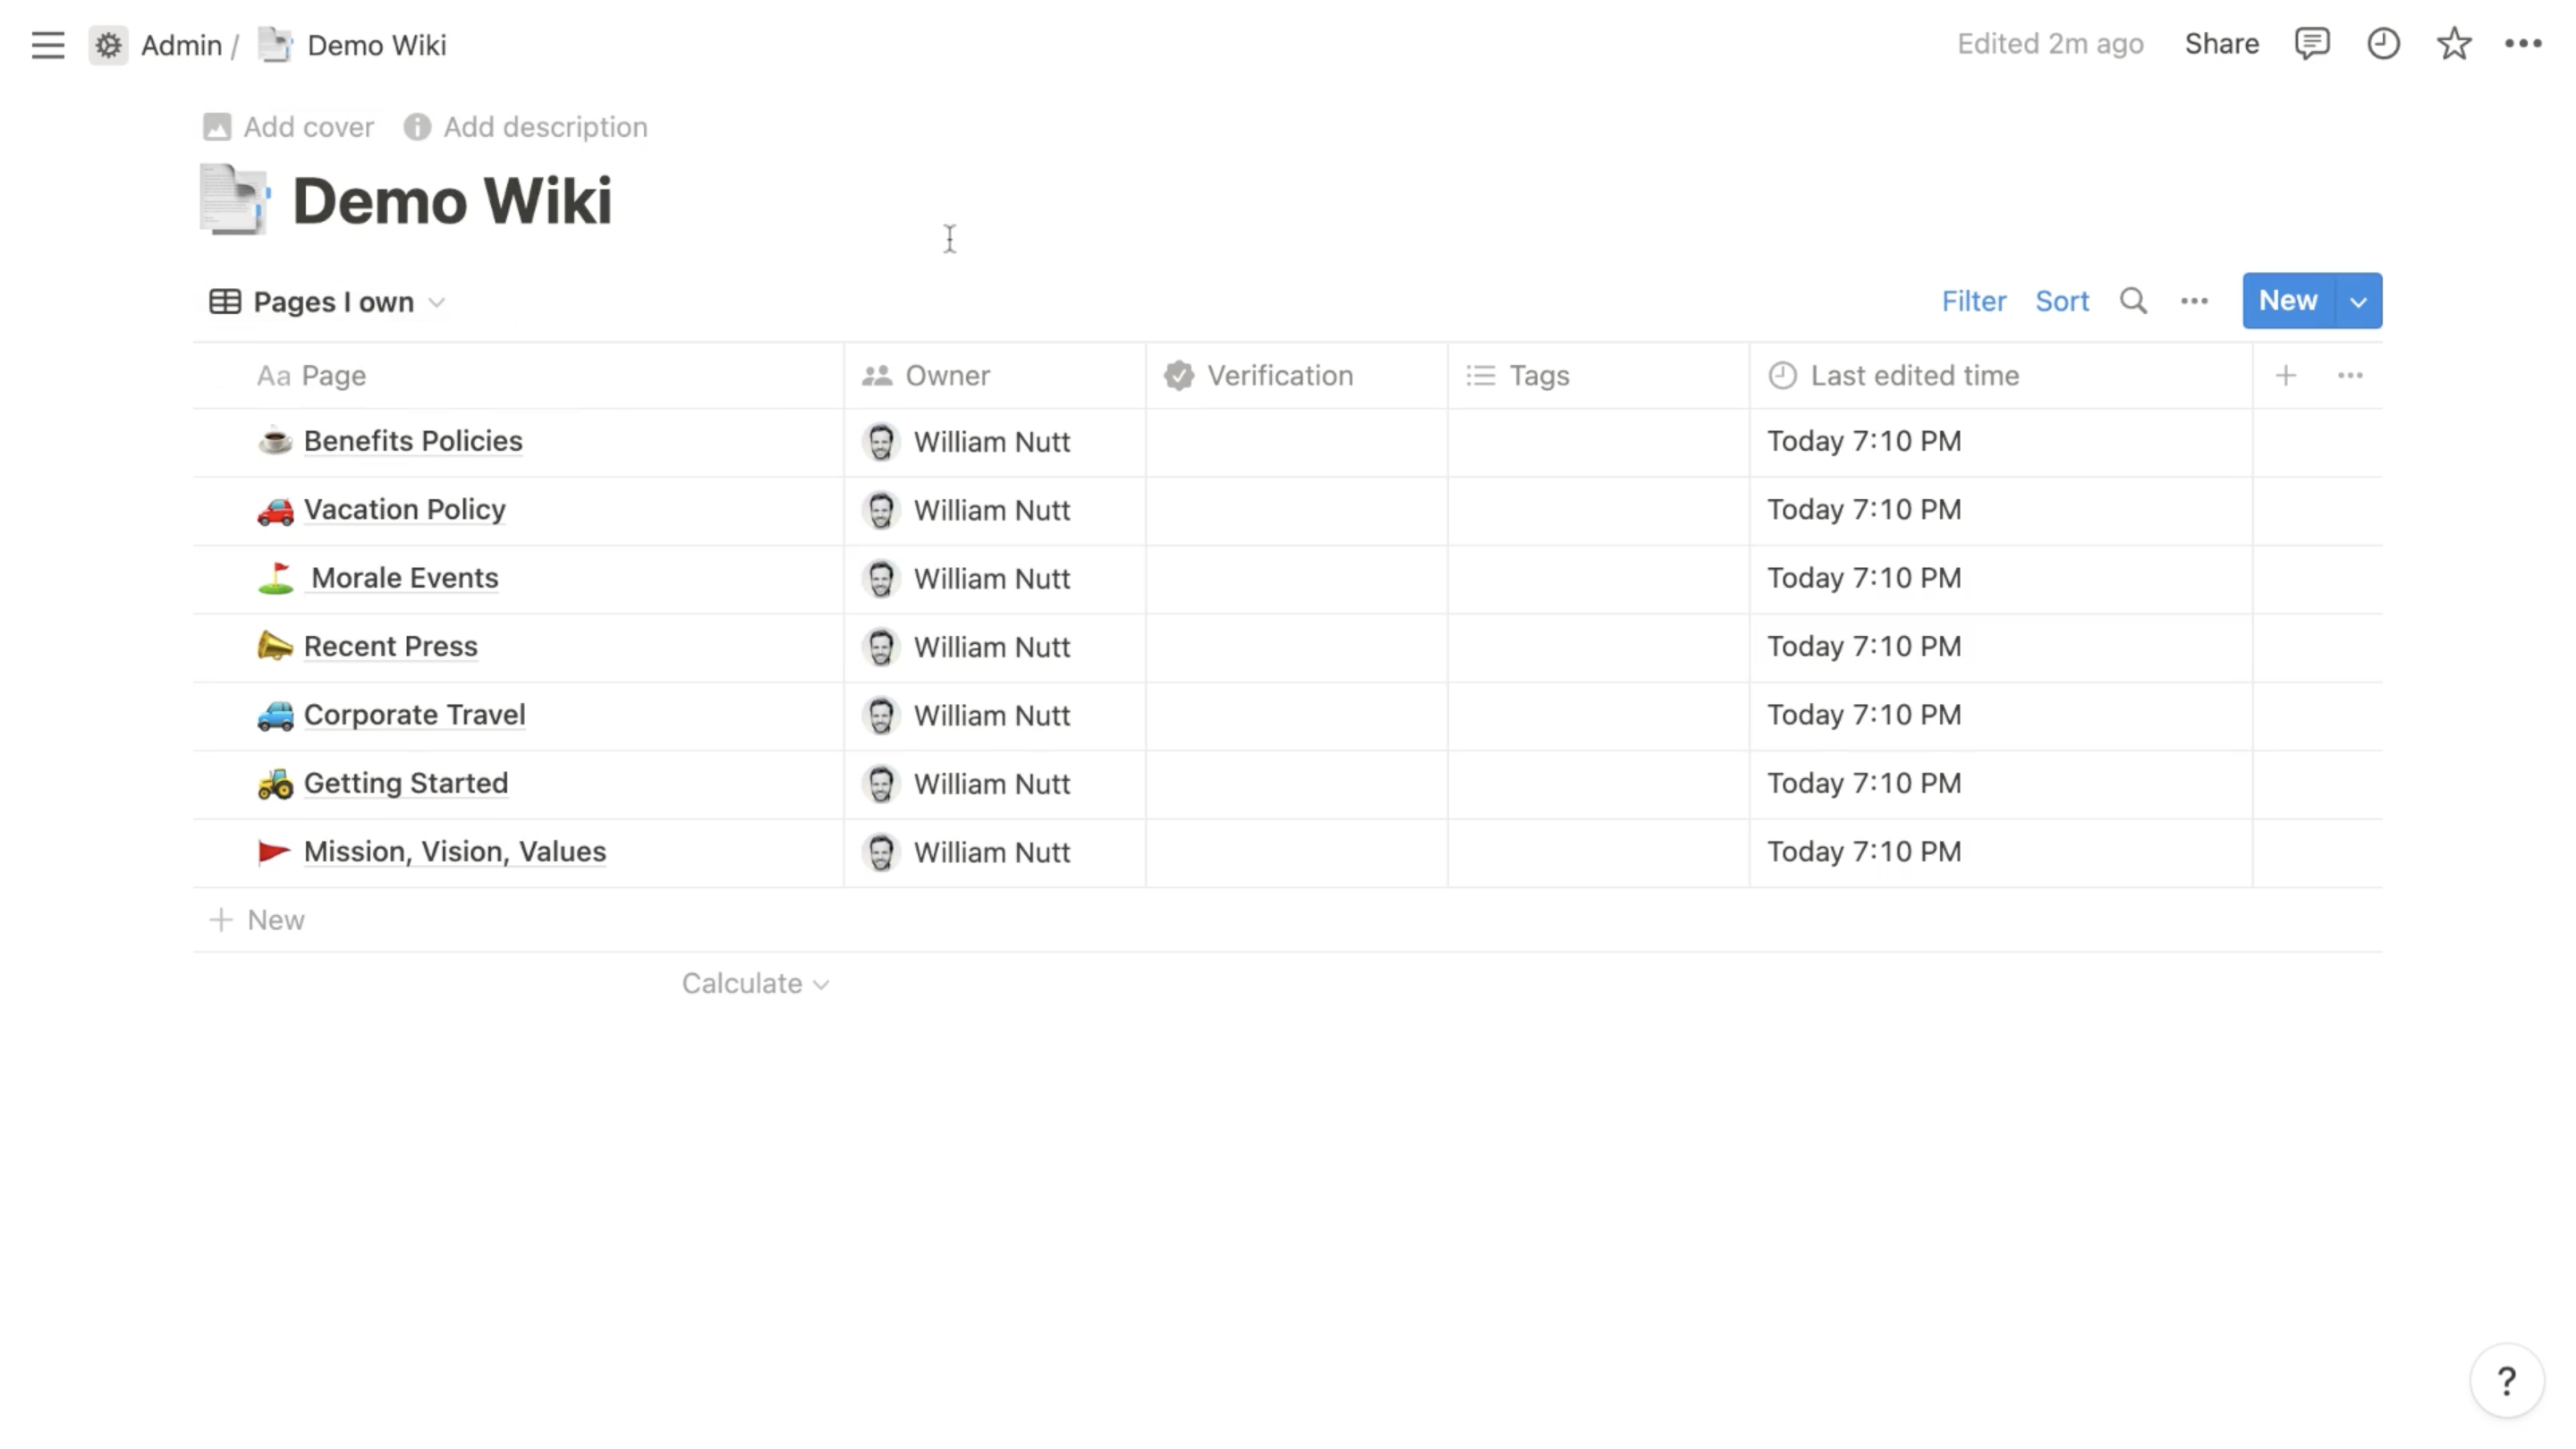 Admin / Demo Wiki Edited 2m ago Share
Add cover Add description
Demo Wiki
Pages I own Filter Sort New
Aa Page Owner Verification Tags Last edited time
Benefits Policies William Nutt Today 7:10 PM
Vacation Policy William Nutt Today 7:10 PM
Morale Events William Nutt Today 7:10 PM
Recent Press William Nutt Today 7:10 PM
Corporate Travel William Nutt Today 7:10 PM
Getting Started William Nutt Today 7:10 PM
Mission, Vision, Values William Nutt Today 7:10 PM
+ New
Calculate
?